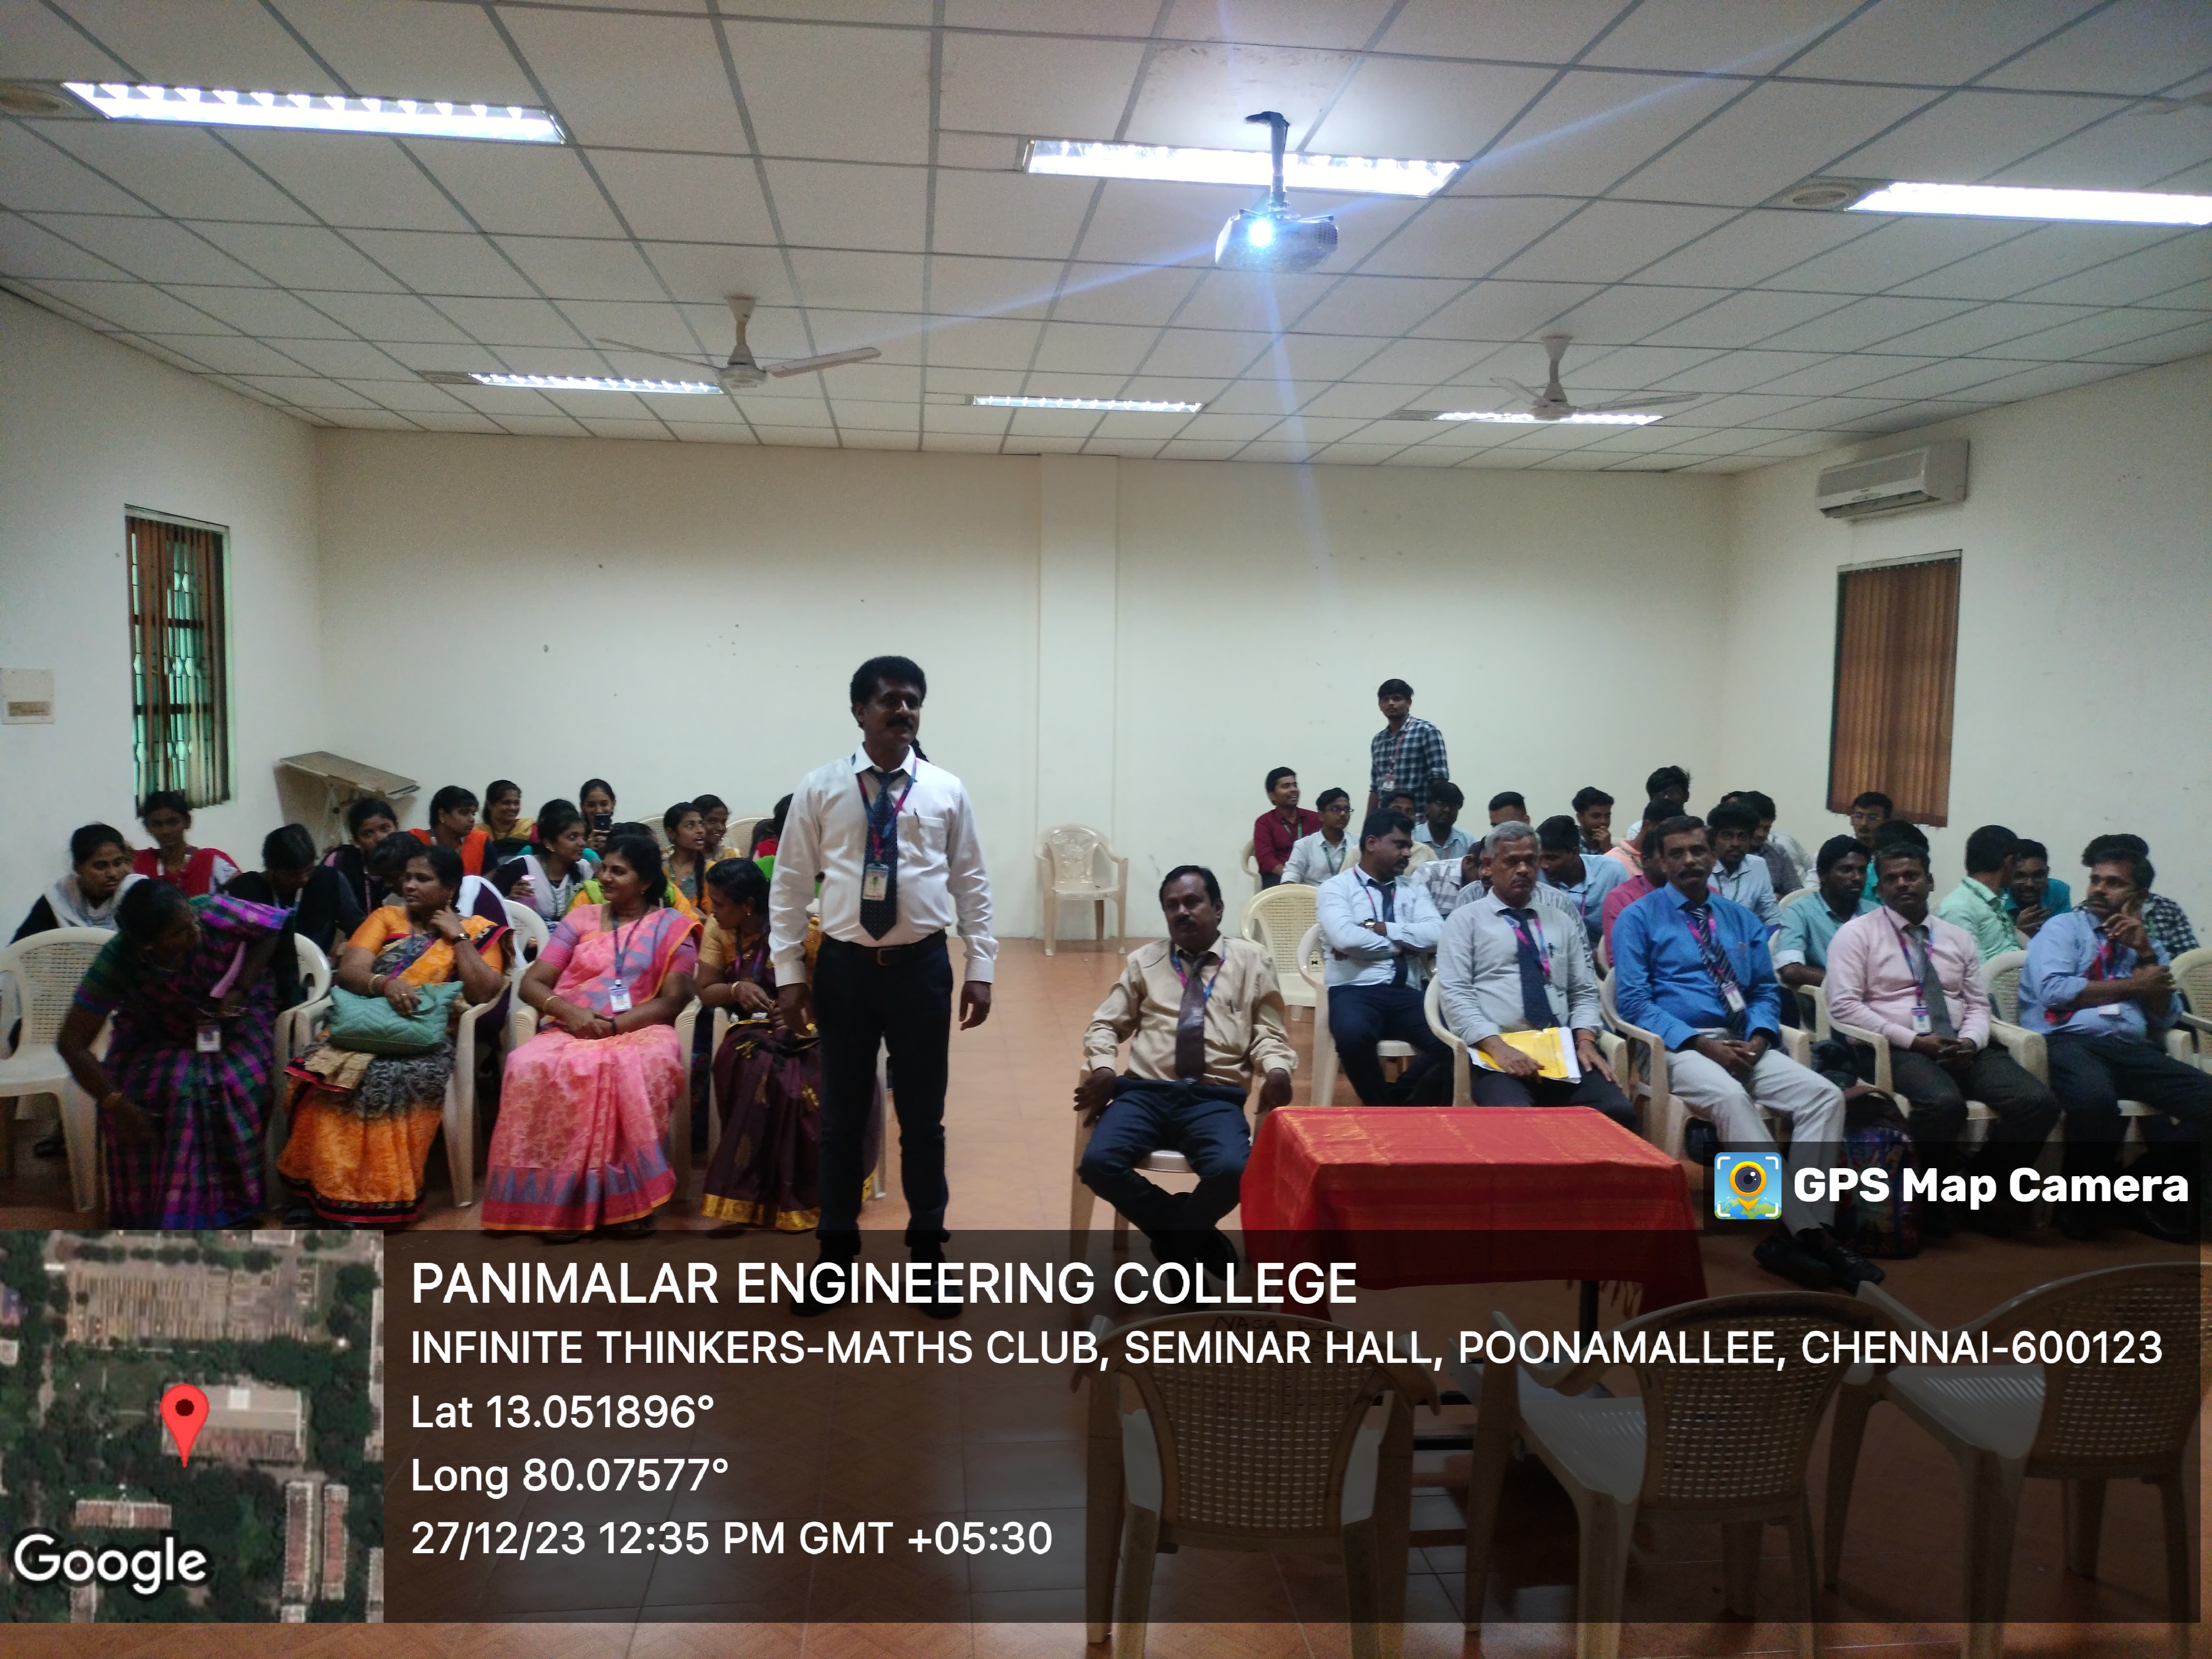 GPS Map Camera
PANIMALAR ENGINEERING COLLEGE
INFINITE THINKERS-MATHS CLUB, SEMINAR HALL, POONAMALLEE, CHENNAI-600123
Lat 13.051896°
Long 80.07577°
27/12/23 12:35 PM GMT +05:30
Google